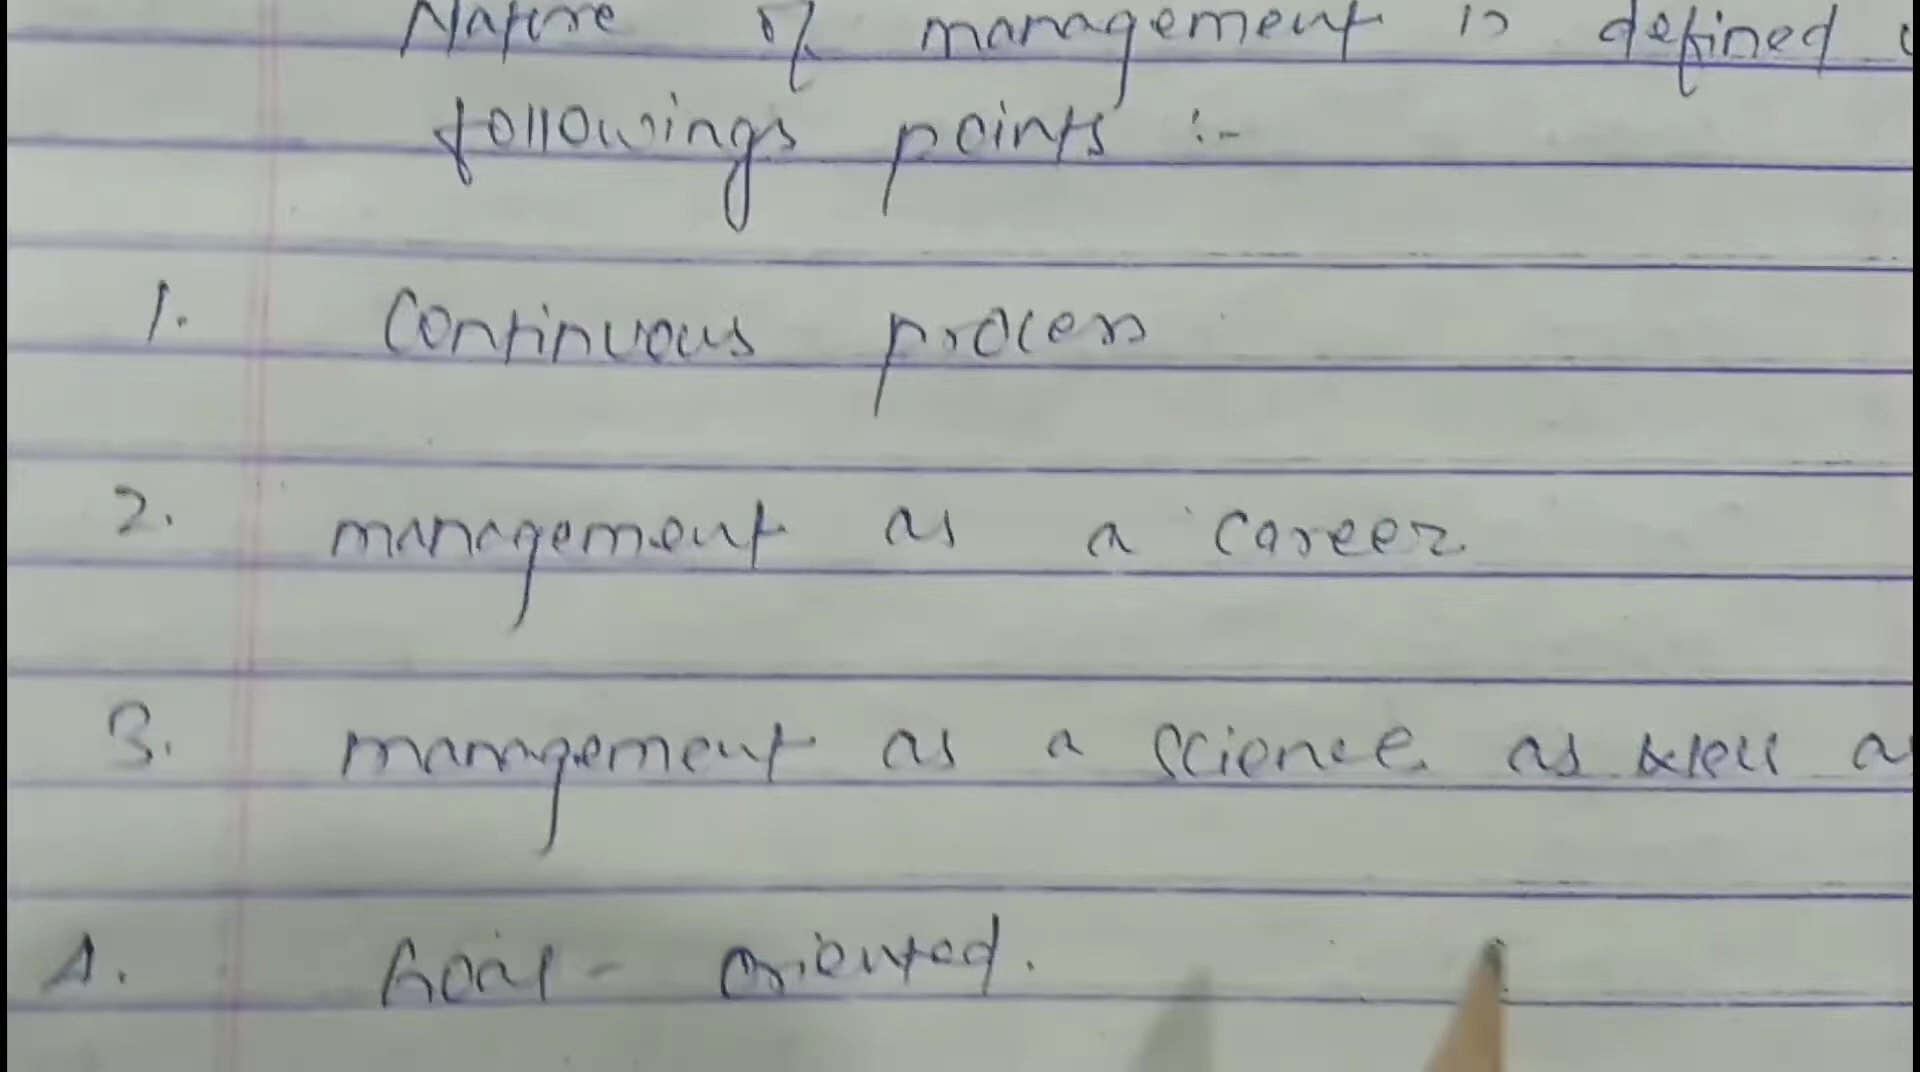 Nature of management is defined
followings points :-
1. Continuous process
2. management as a career
3. management as a science as well as
4. Goal - oriented.